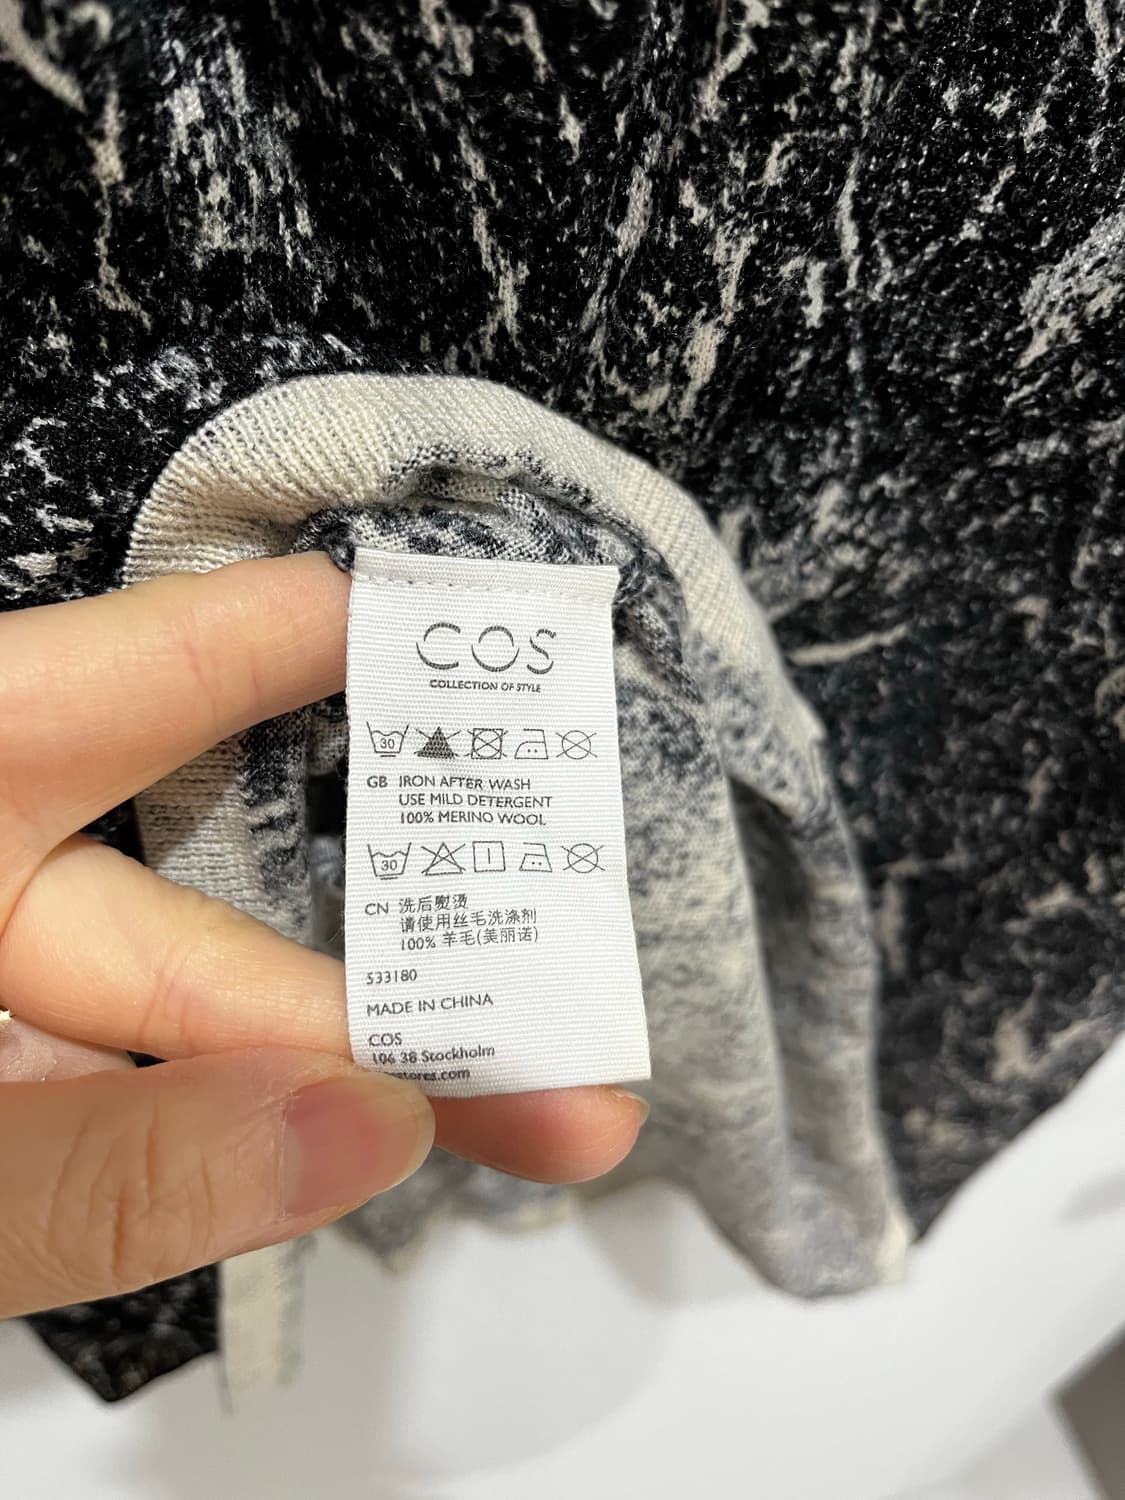 COS
COLLECTION OF STYLE
30
GB IRON AFTER WASH
USE MILD DETERGENT
100% MERINO WOOL
30
CN 洗后熨烫
请使用丝毛洗涤剂
100% 羊毛(美丽诺)
533180
MADE IN CHINA
COS
106 38 Stockholm